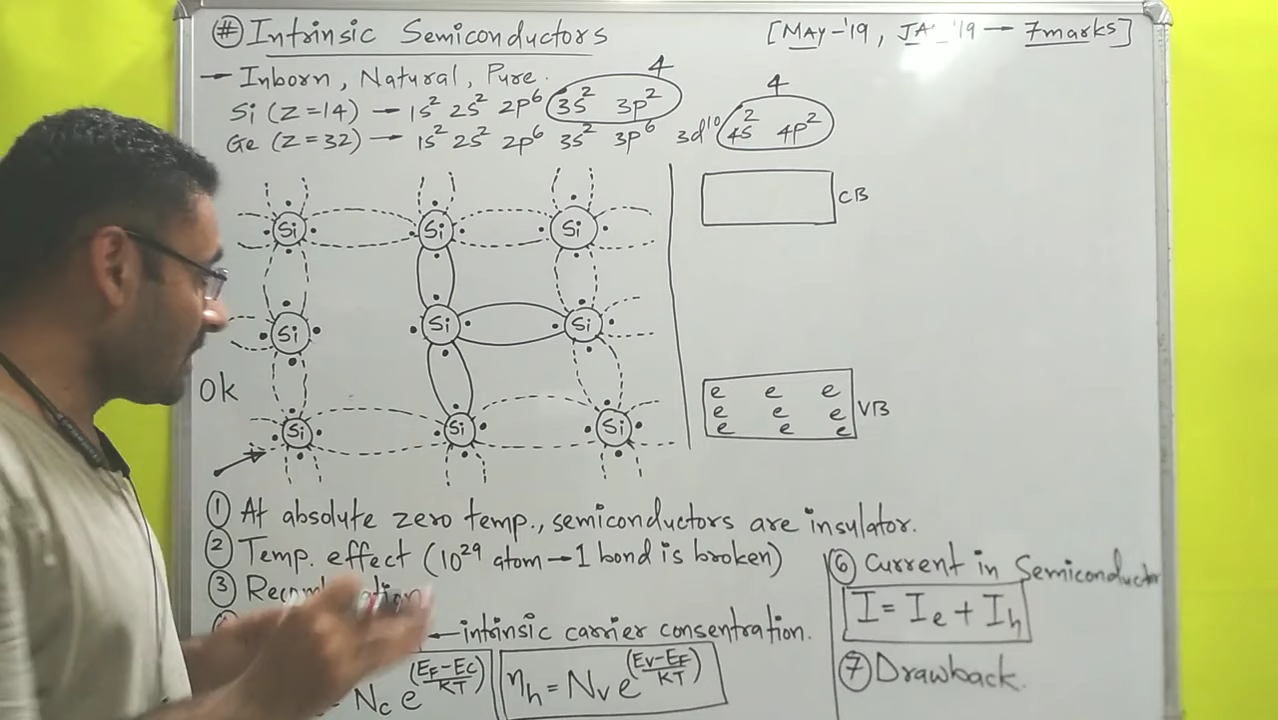 # Intrinsic Semiconductors [MAY-'19, JA '19 → 7marks]
→ Inborn, Natural, Pure.
4 4
Si (Z=14) → 1s² 2s² 2p⁶ 3s² 3p²
Ge (Z=32) → 1s² 2s² 2p⁶ 3s² 3p⁶ 3d¹⁰ 4s² 4p²
CB
Si Si Si
Si Si Si
0k
e e e
e e e VB
e e e
Si Si Si
① At absolute zero temp., semiconductors are insulator.
② Temp. effect (10²⁹ atom → 1 bond is broken)
③
← intrinsic carrier consentration.
Nc e^((EF-EC)/KT) ηh = Nv e^((EV-EF)/KT)
⑥ Current in Semiconductor
I = Ie + Ih
⑦ Drawback.